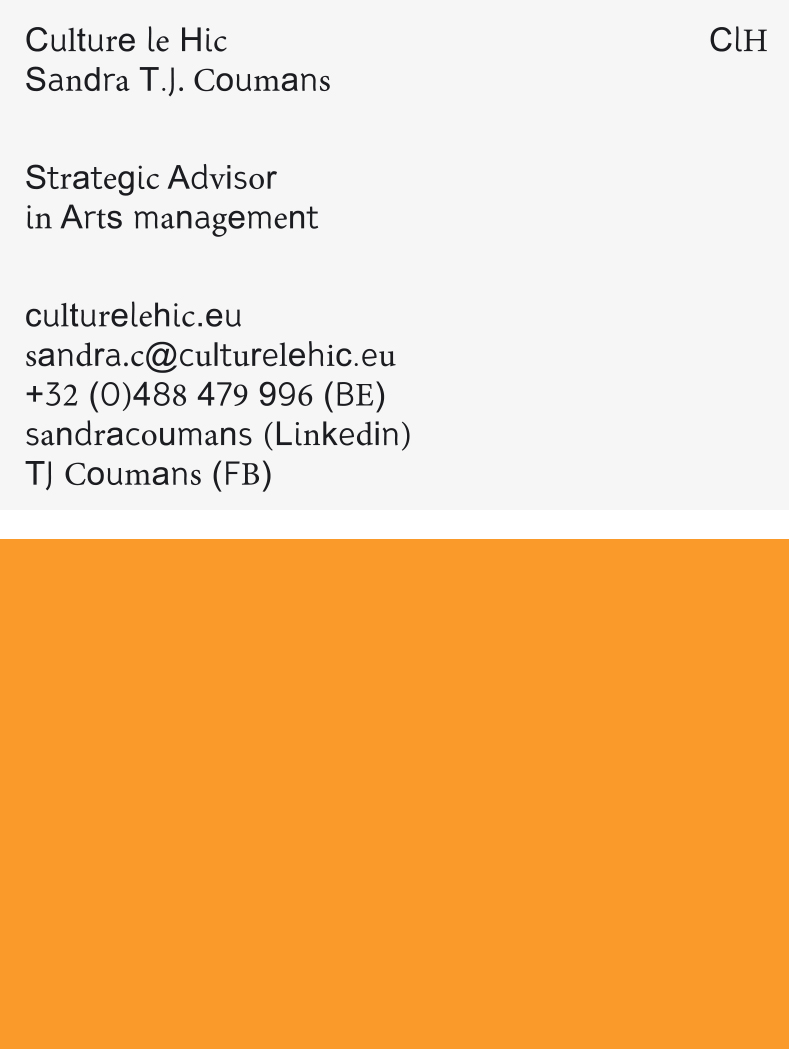 Culture le Hic
ClH
Sandra T.J. Coumans
Strategic Advisor
in Arts management
culturelehic.eu
sandra.c@culturelehic.eu
+32 (0)488 479 996 (BE)
sandracoumans (Linkedin)
TJ Coumans (FB)